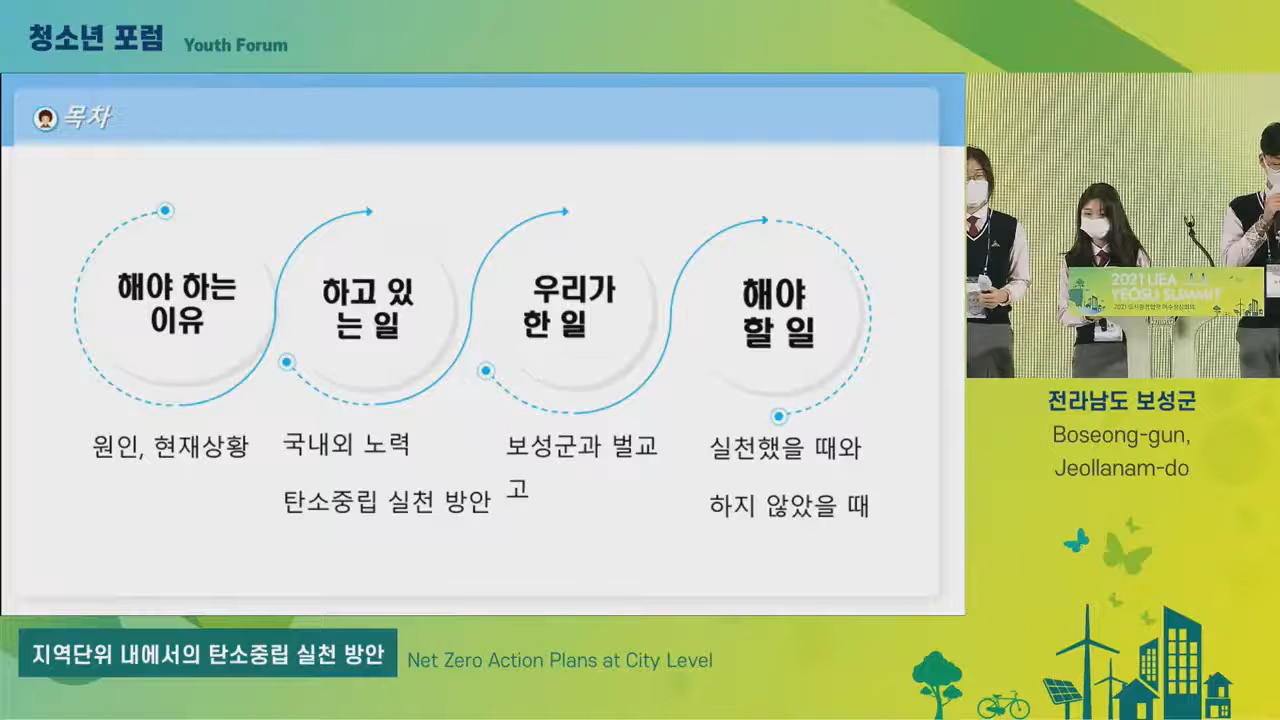 청소년 포럼 Youth Forum
목차
해야 하는
이유
하고 있
는 일
우리가
한 일
해야
할 일
원인, 현재상황
국내외 노력
탄소중립 실천 방안
보성군과 벌교
고
실천했을 때와
하지 않았을 때
2021 UEA
YEOSU SUMMIT
전라남도 보성군
Boseong-gun,
Jeollanam-do
지역단위 내에서의 탄소중립 실천 방안 Net Zero Action Plans at City Level